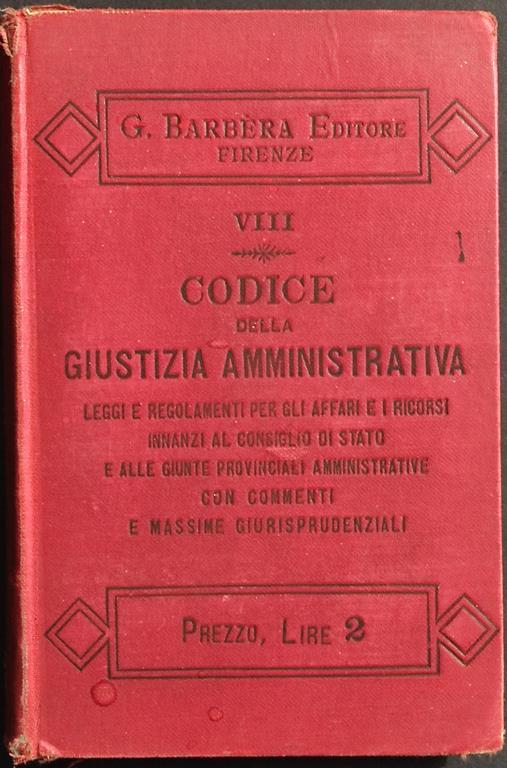 G. BARBÈRA EDITORE
FIRENZE
VIII
CODICE
DELLA
GIUSTIZIA AMMINISTRATIVA
LEGGI E REGOLAMENTI PER GLI AFFARI E I RICORSI
INNANZI AL CONSIGLIO DI STATO
E ALLE GIUNTE PROVINCIALI AMMINISTRATIVE
CON COMMENTI
E MASSIME GIURISPRUDENZIALI
PREZZO, LIRE 2